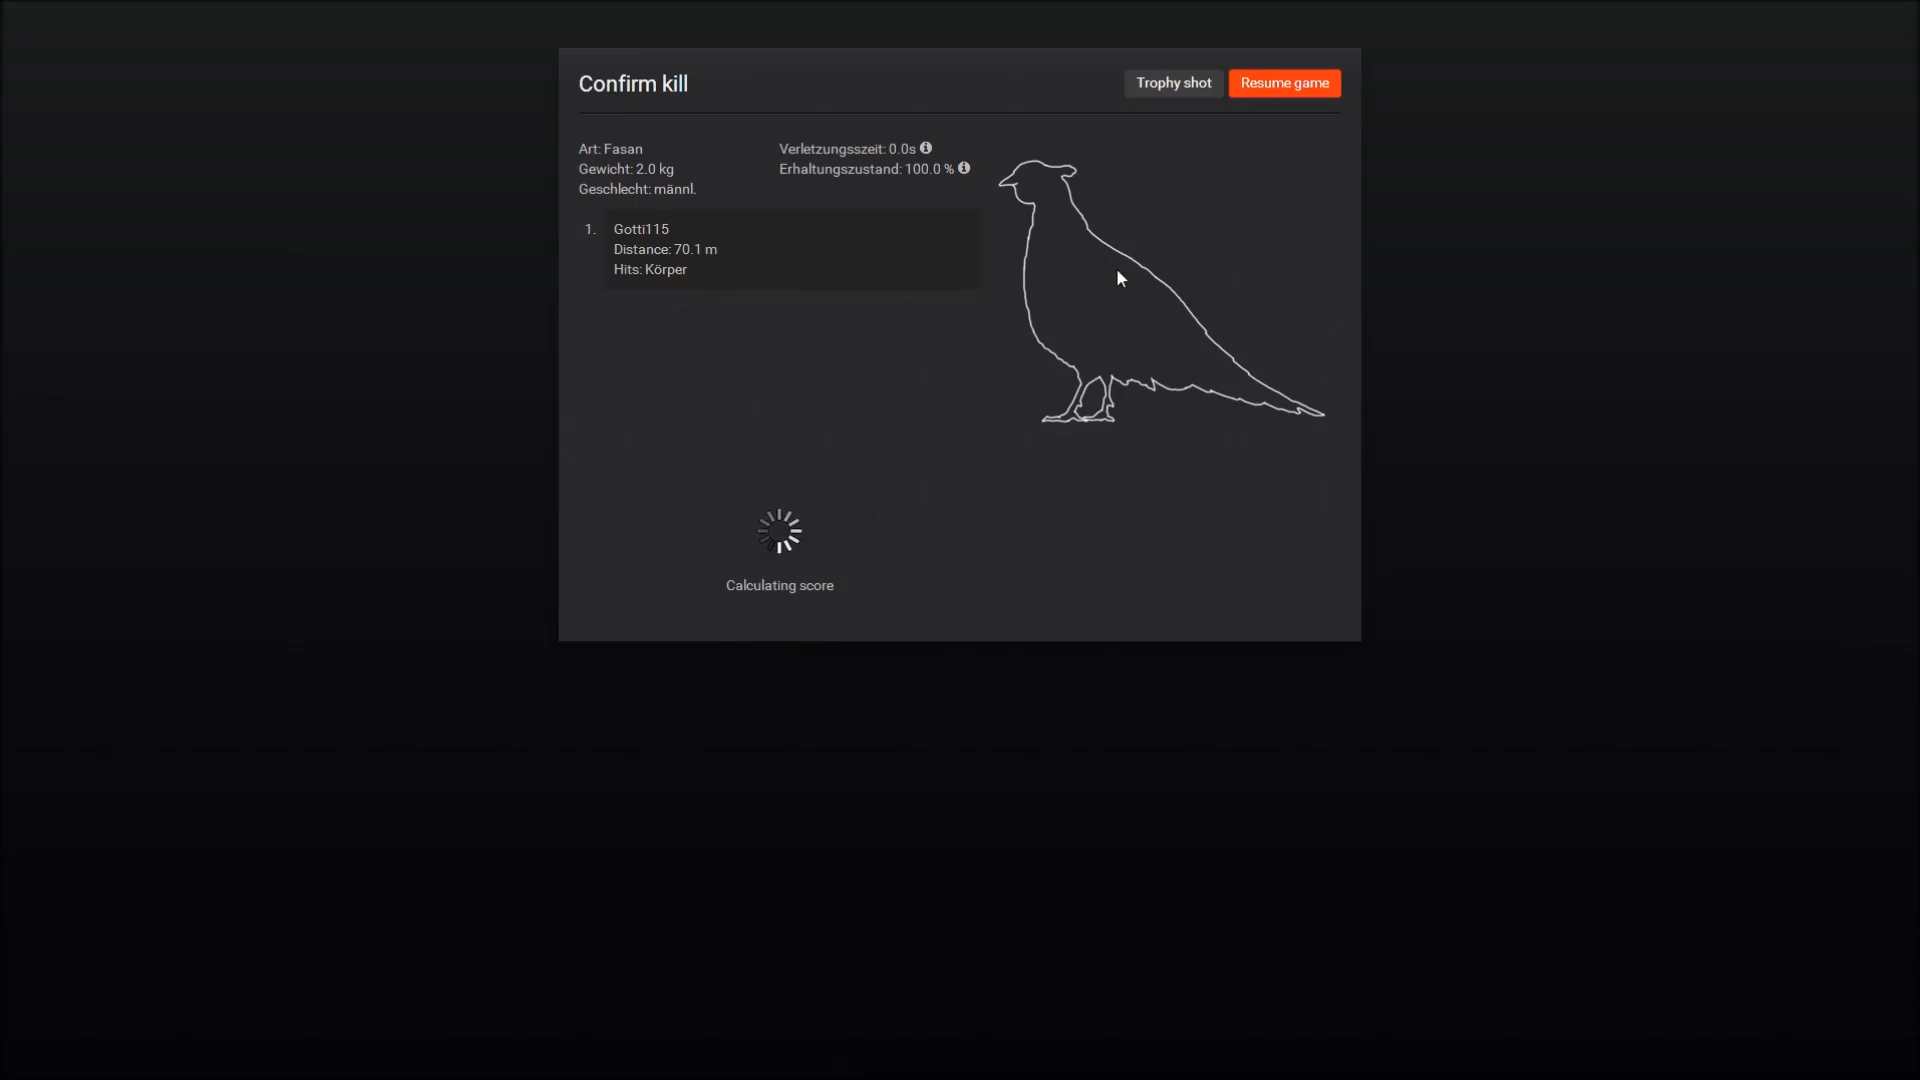 Confirm kill
Trophy shot
Resume game
Art: Fasan
Gewicht: 2.0 kg
Geschlecht: männl.
Verletzungsszeit: 0.0s
Erhaltungszustand: 100.0 %
1.
Gotti115
Distance: 70.1 m
Hits: Körper
Calculating score